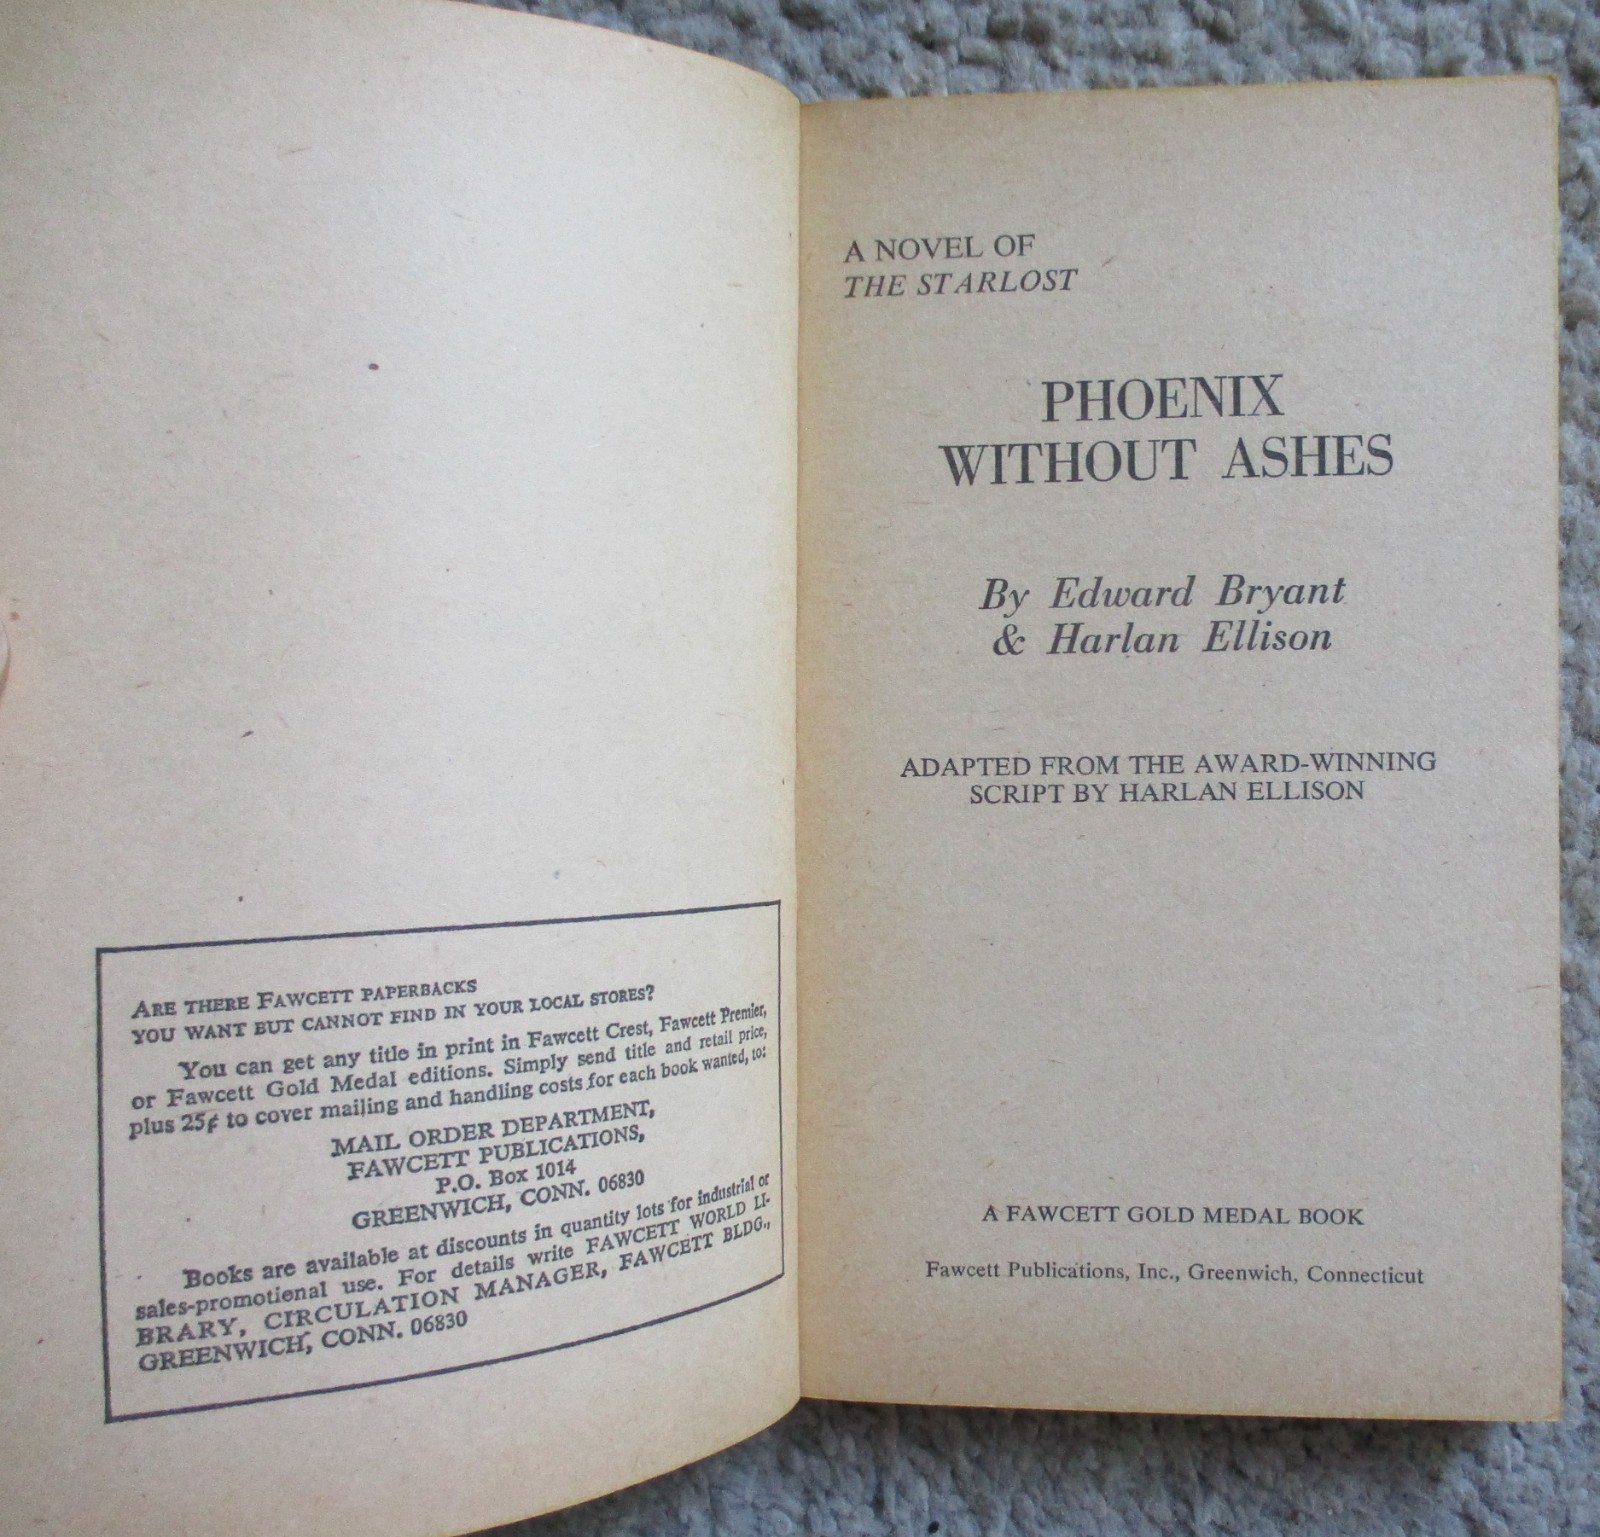 ARE THERE FAWCETT PAPERBACKS
YOU WANT BUT CANNOT FIND IN YOUR LOCAL STORES?
You can get any title in print in Fawcett Crest, Fawcett Premier,
or Fawcett Gold Medal editions. Simply send title and retail price,
plus 25¢ to cover mailing and handling costs for each book wanted, to:
MAIL ORDER DEPARTMENT,
FAWCETT PUBLICATIONS,
P.O. Box 1014
GREENWICH, CONN. 06830
Books are available at discounts in quantity lots for industrial or
sales-promotional use. For details write FAWCETT WORLD LI-
BRARY, CIRCULATION MANAGER, FAWCETT BLDG.,
GREENWICH, CONN. 06830
A NOVEL OF
THE STARLOST
PHOENIX
WITHOUT ASHES
By Edward Bryant
& Harlan Ellison
ADAPTED FROM THE AWARD-WINNING
SCRIPT BY HARLAN ELLISON
A FAWCETT GOLD MEDAL BOOK
Fawcett Publications, Inc., Greenwich, Connecticut